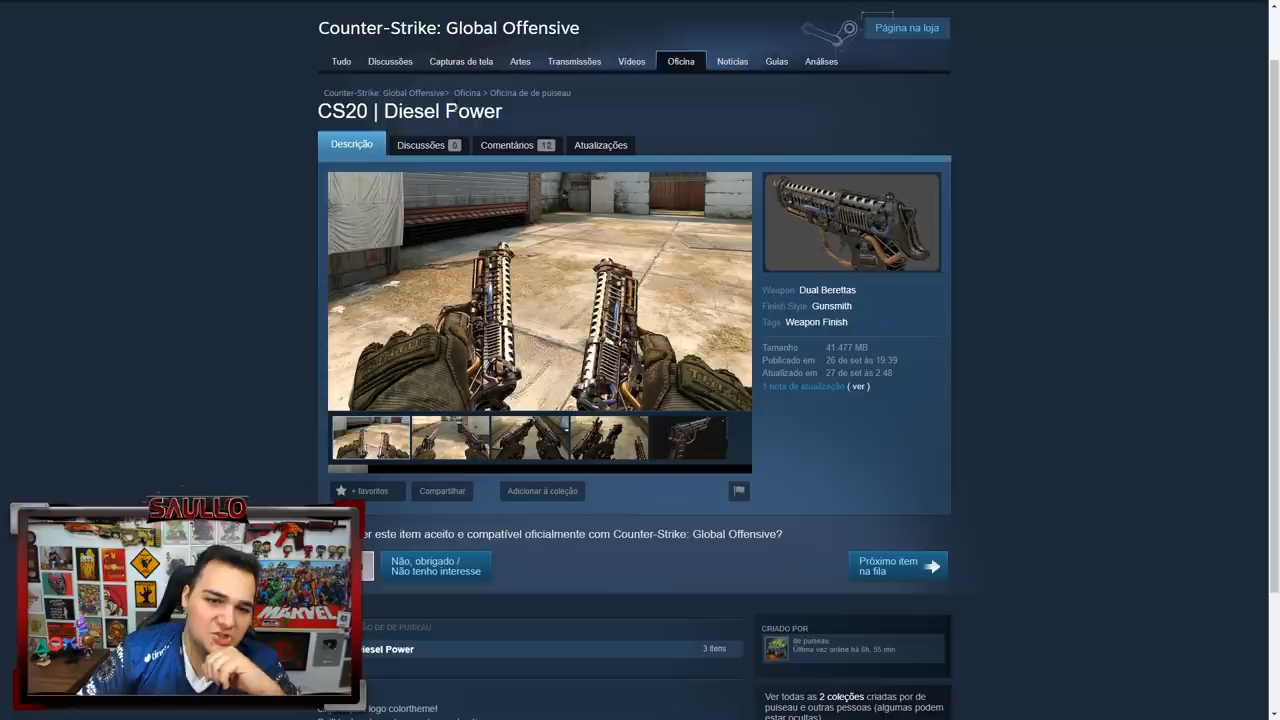 Counter-Strike: Global Offensive
Página na loja
Tudo Discussões Capturas de tela Artes Transmissões Vídeos Oficina Notícias Guias Análises
Counter-Strike: Global Offensive> Oficina > Oficina de de puiseau
CS20 | Diesel Power
Descrição Discussões 0 Comentários 12 Atualizações
Weapon: Dual Berettas
Finish Style: Gunsmith
Tags: Weapon Finish
Tamanho 41.477 MB
Publicado em 26 de set às 19:39
Atualizado em 27 de set às 2:48
1 nota de atualização ( ver )
+ favoritos Compartilhar Adicionar à coleção
er este item aceito e compatível oficialmente com Counter-Strike: Global Offensive?
Não, obrigado /
Não tenho interesse
Próximo item
na fila
SAULLO
MARVEL
ÃO DE DE PUISEAU
iesel Power 3 itens
CRIADO POR
de puiseau
Última vez online há 6h, 55 min
Ver todas as 2 coleções criadas por de
puiseau e outras pessoas (algumas podem
estar ocultas)
logo colortheme!